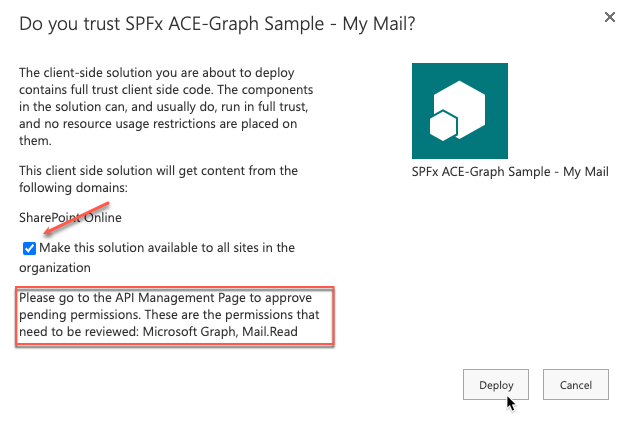 Do you trust SPFx ACE-Graph Sample - My Mail?
The client-side solution you are about to deploy
contains full trust client side code. The components
in the solution can, and usually do, run in full trust,
and no resource usage restrictions are placed on
them.
This client side solution will get content from the
following domains:
SharePoint Online
Make this solution available to all sites in the
organization
Please go to the API Management Page to approve
pending permissions. These are the permissions that
need to be reviewed: Microsoft Graph, Mail.Read
SPFx ACE-Graph Sample - My Mail
Deploy
Cancel